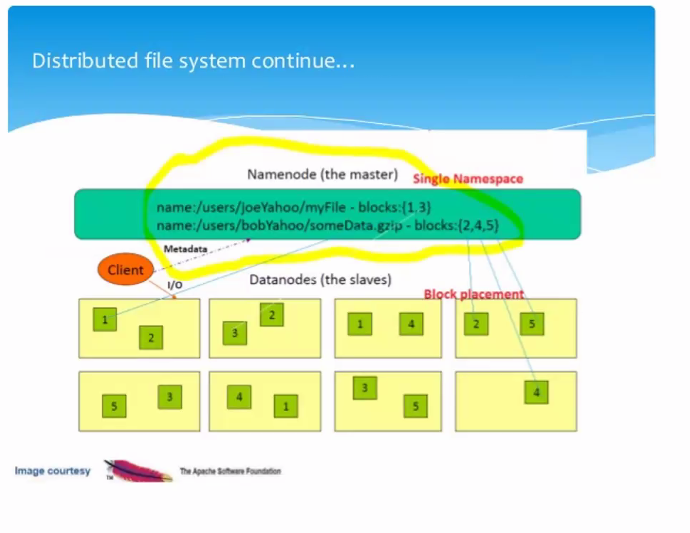 Distributed file system continue...
Namenode (the master)
Single Namespace
name:/users/joeYahoo/myFile - blocks:{1,3}
name:/users/bobYahoo/someData.gzip - blocks:{2,4,5}
Metadata
Client
I/O
Datanodes (the slaves)
Block placement
1 2
3 2
1 4
2 5
5 3
4 1
3 5
4
Image courtesy
TM
The Apache Software Foundation